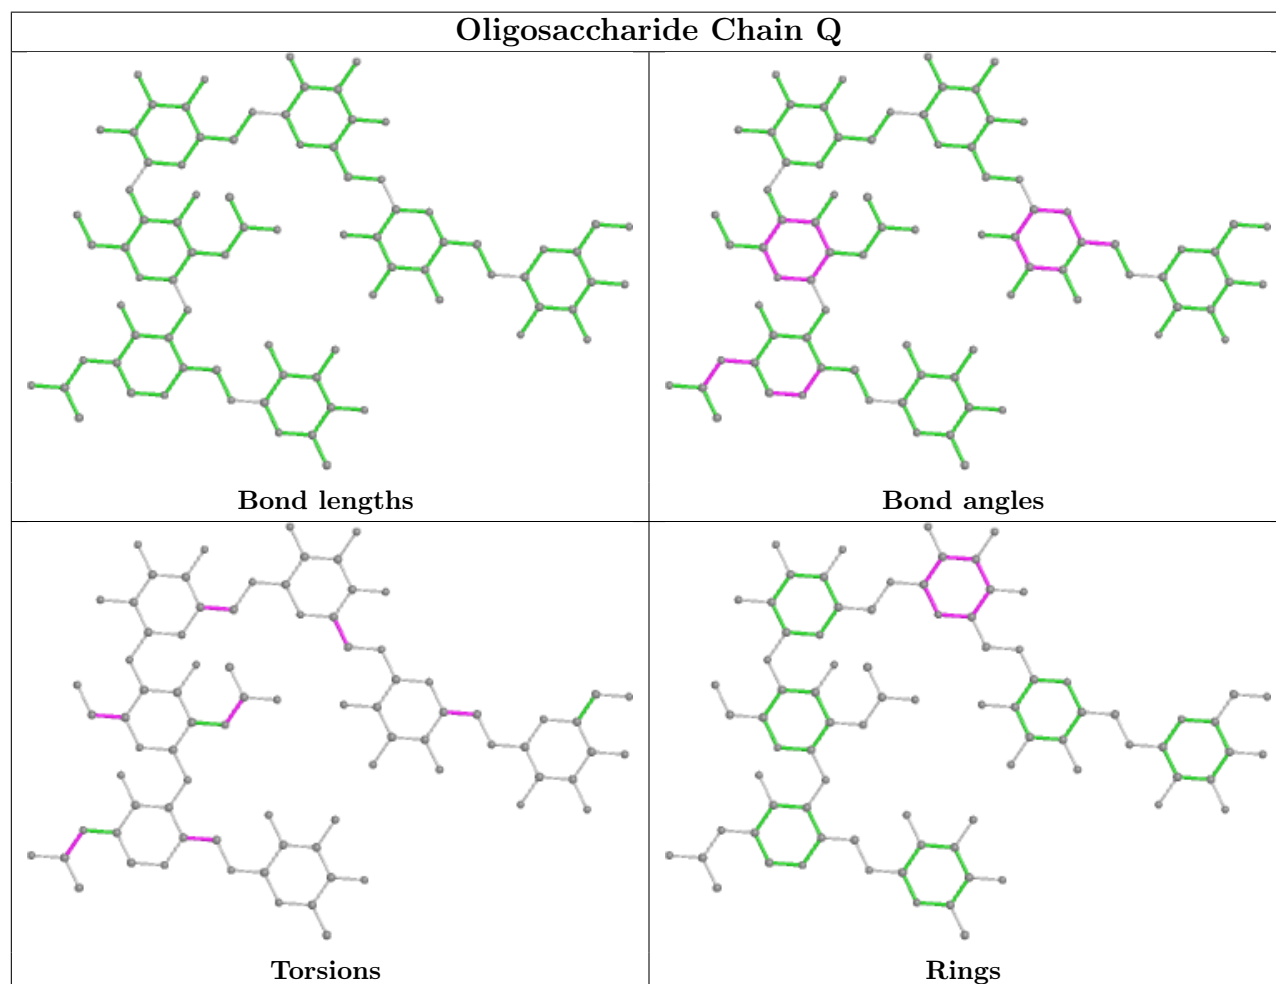 Oligosaccharide Chain Q
Bond lengths
Bond angles
Torsions
Rings